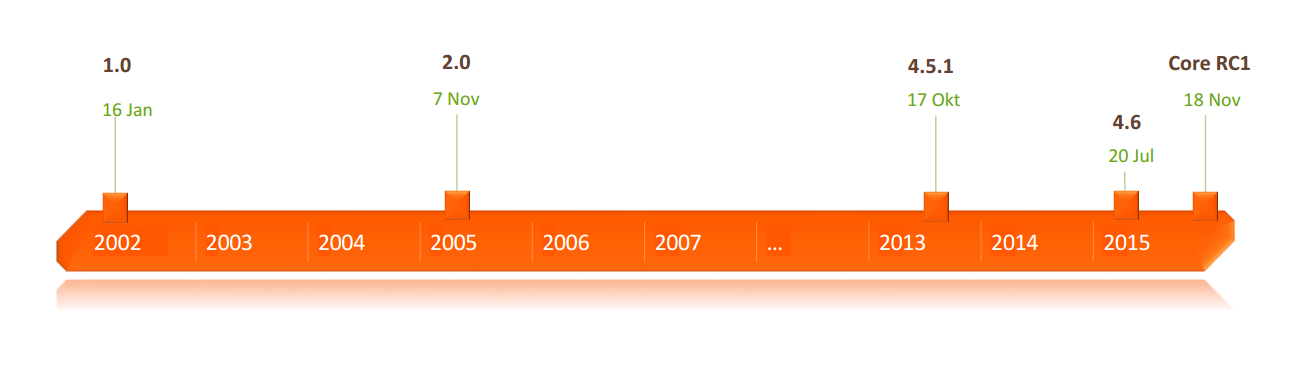 1.0
16 Jan
2.0
7 Nov
4.5.1
17 Okt
4.6
20 Jul
Core RC1
18 Nov
2002 2003 2004 2005 2006 2007 ... 2013 2014 2015